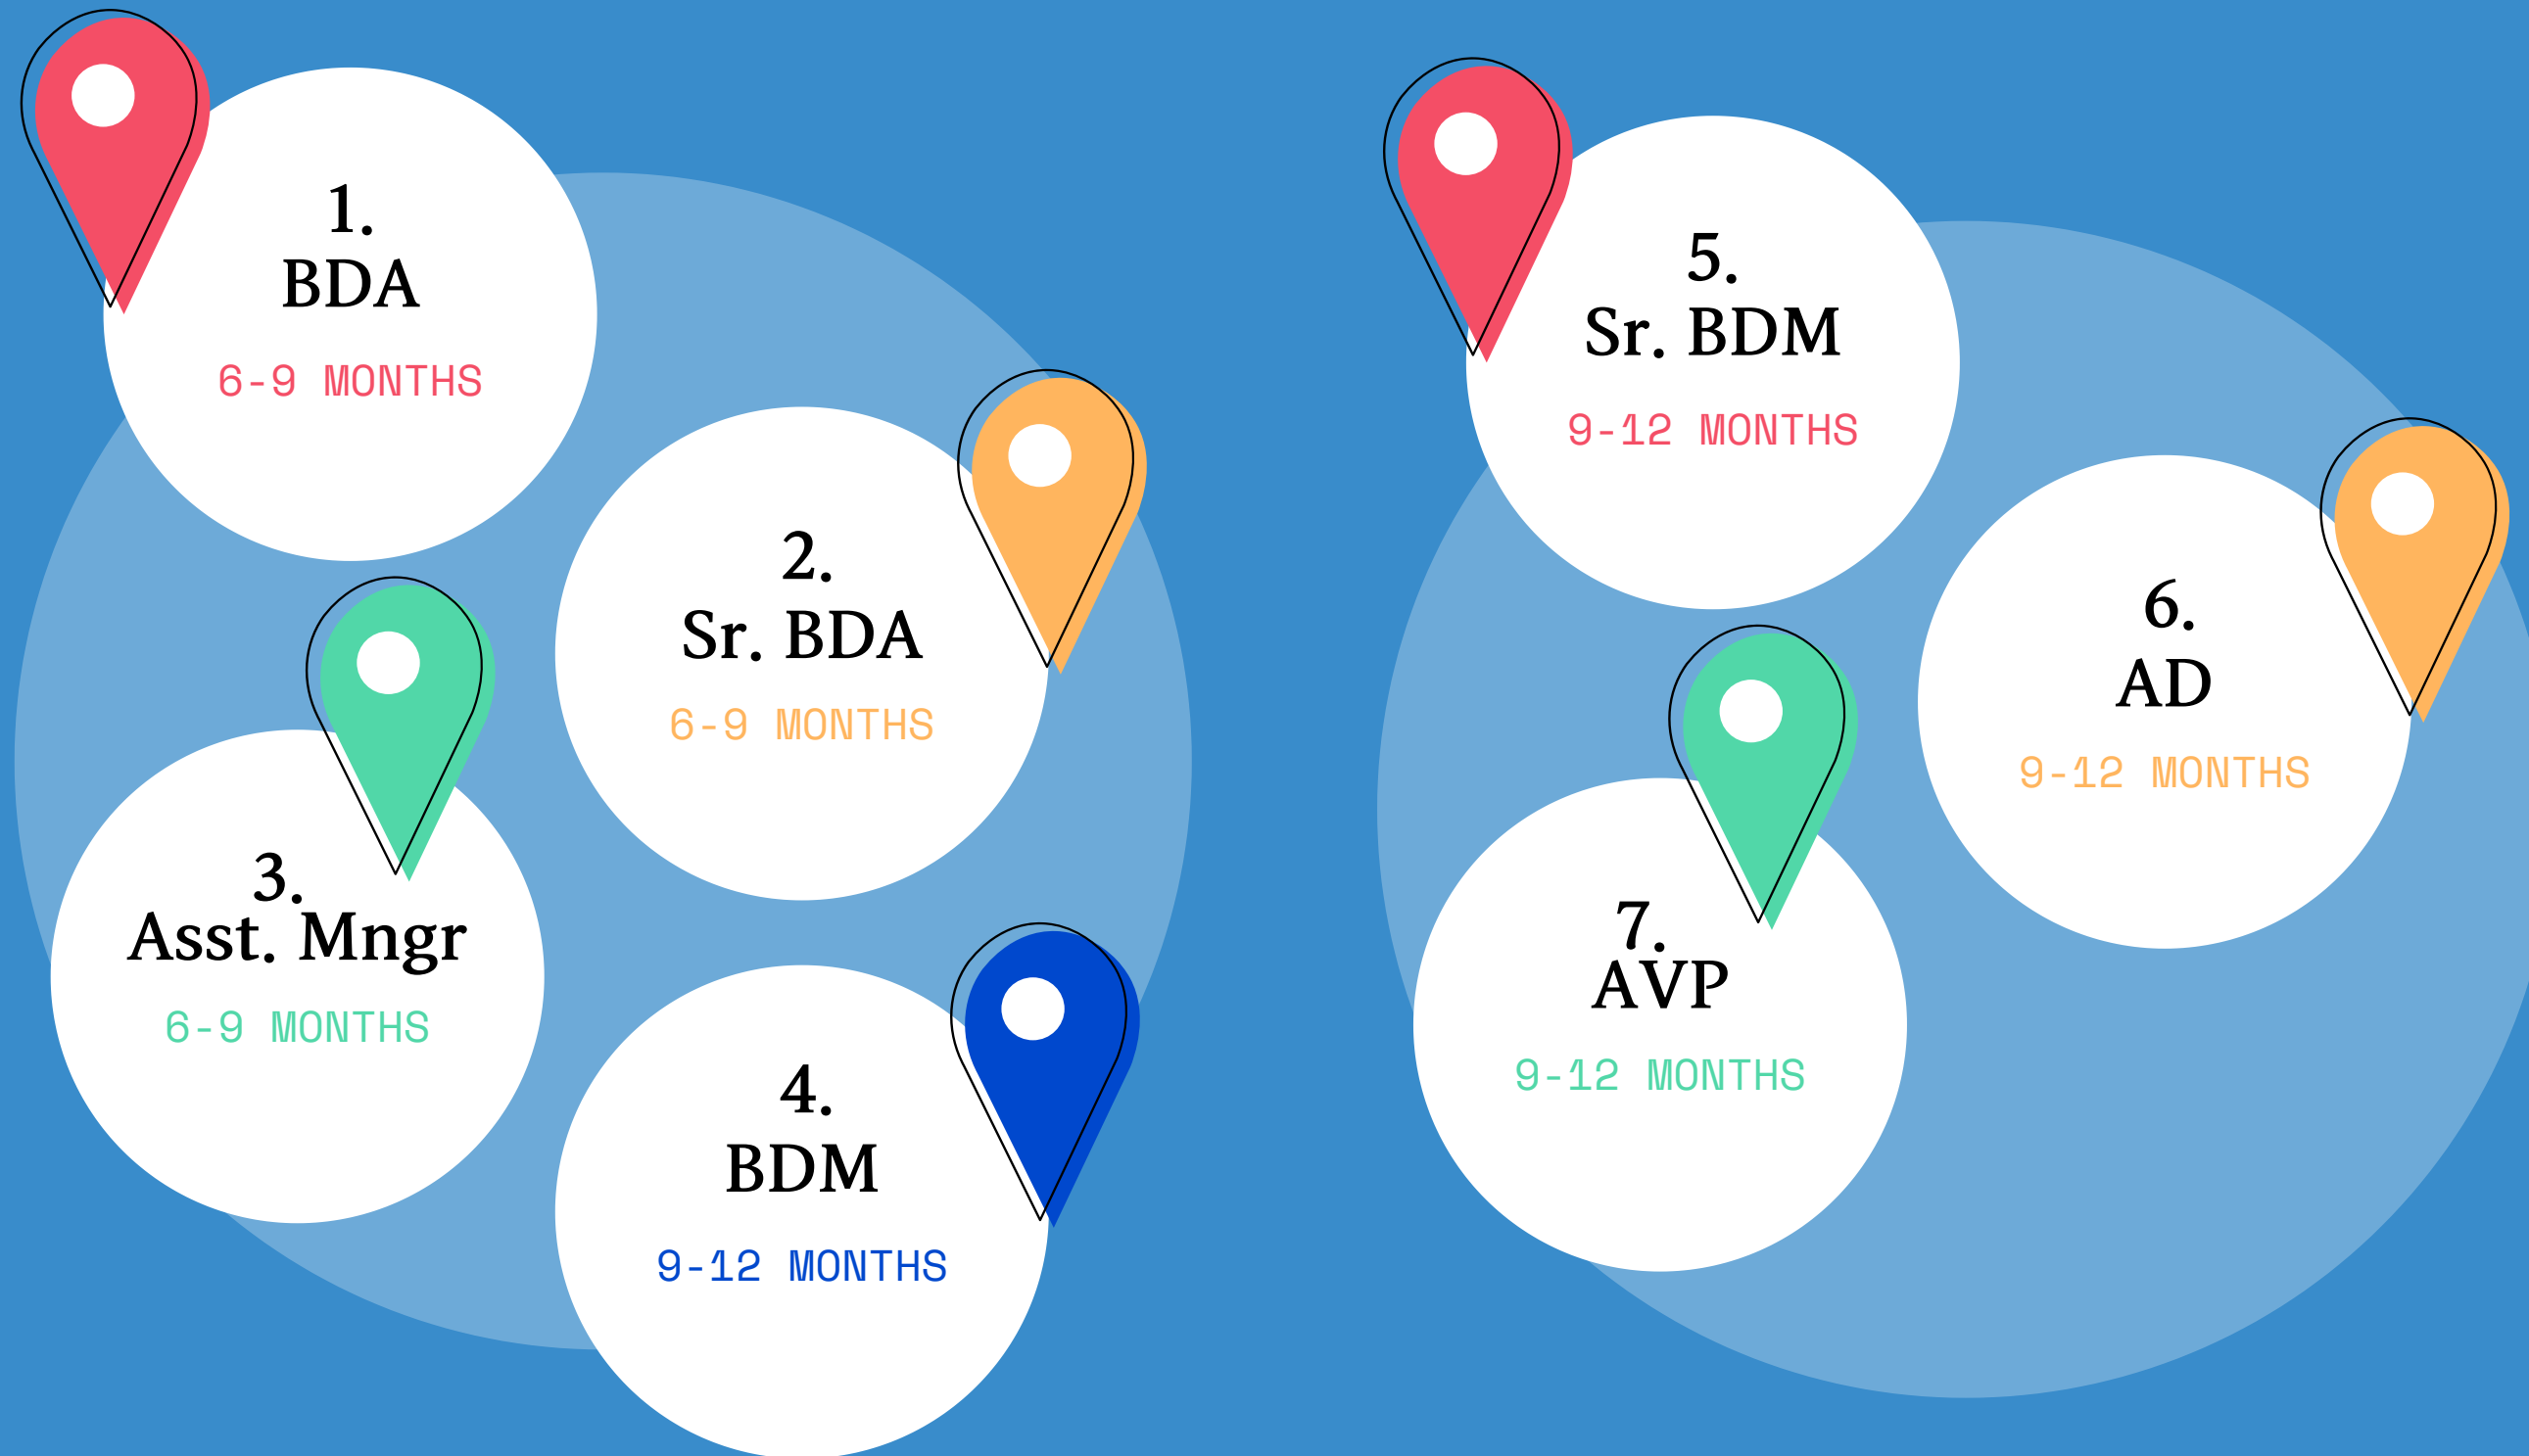 1.
BDA
6-9 MONTHS
2.
Sr. BDA
6-9 MONTHS
3.
Asst. Mngr
6-9 MONTHS
4.
BDM
9-12 MONTHS
5.
Sr. BDM
9-12 MONTHS
6.
AD
9-12 MONTHS
7.
AVP
9-12 MONTHS